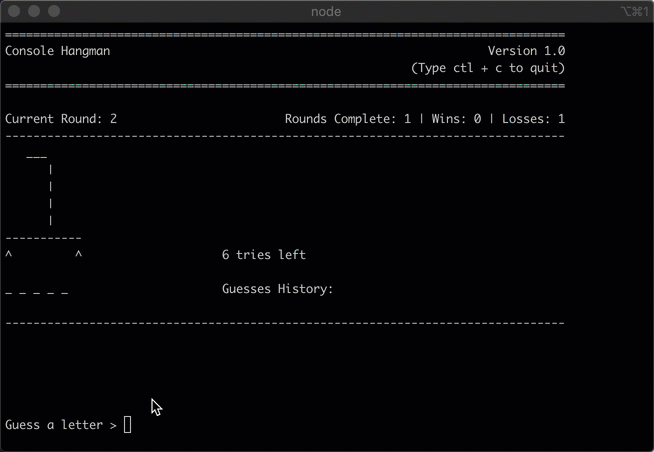 node ⌥⌘1
================================================================================
Console Hangman Version 1.0
(Type ctl + c to quit)
================================================================================
Current Round: 2 Rounds Complete: 1 | Wins: 0 | Losses: 1
--------------------------------------------------------------------------------
___
|
|
|
|
-----------
^ ^ 6 tries left
_ _ _ _ _ Guesses History:
--------------------------------------------------------------------------------
Guess a letter >